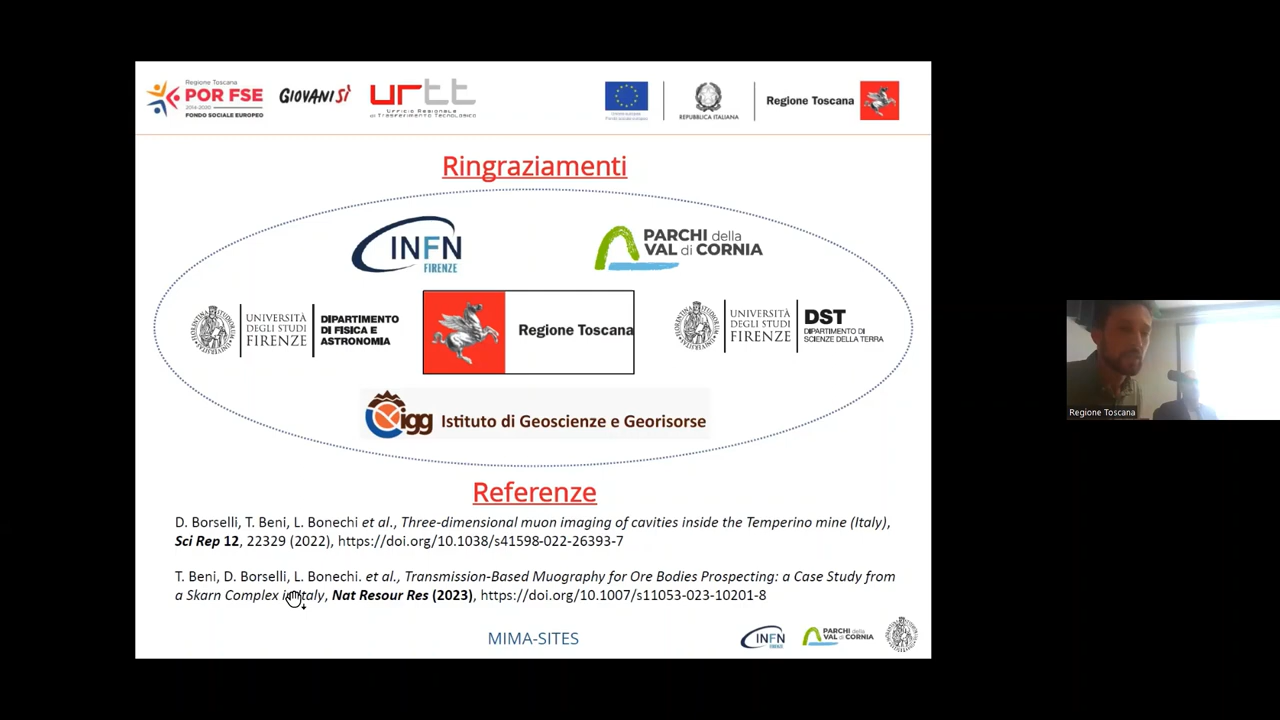 Regione Toscana
POR FSE
2014-2020
FONDO SOCIALE EUROPEO
GIOVANISÌ
urtt
Ufficio Regionale
di Trasferimento Tecnologico
Unione europea
Fondo sociale europeo
REPUBBLICA ITALIANA
Regione Toscana
Ringraziamenti
INFN
FIRENZE
PARCHI della
VAL di CORNIA
UNIVERSITÀ
DEGLI STUDI
FIRENZE
DIPARTIMENTO
DI FISICA E
ASTRONOMIA
Regione Toscana
UNIVERSITÀ
DEGLI STUDI
FIRENZE
DST
DIPARTIMENTO DI
SCIENZE DELLA TERRA
igg Istituto di Geoscienze e Georisorse
Regione Toscana
Referenze
D. Borselli, T. Beni, L. Bonechi et al., Three-dimensional muon imaging of cavities inside the Temperino mine (Italy),
Sci Rep 12, 22329 (2022), https://doi.org/10.1038/s41598-022-26393-7
T. Beni, D. Borselli, L. Bonechi. et al., Transmission-Based Muography for Ore Bodies Prospecting: a Case Study from
a Skarn Complex in Italy, Nat Resour Res (2023), https://doi.org/10.1007/s11053-023-10201-8
MIMA-SITES
INFN
FIRENZE
PARCHI della
VAL di CORNIA